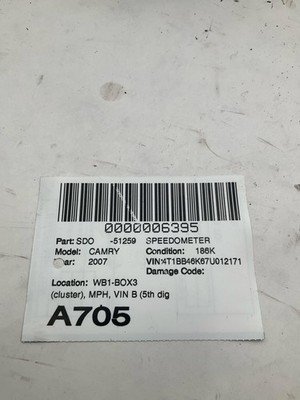 0000006395
Part: SDO -51259 SPEEDOMETER
Model: CAMRY Condition: 186K
ar: 2007 VIN:4T1BB46K67U012171
Damage Code:
Location: WB1-BOX3
(cluster), MPH, VIN B (5th dig
A705